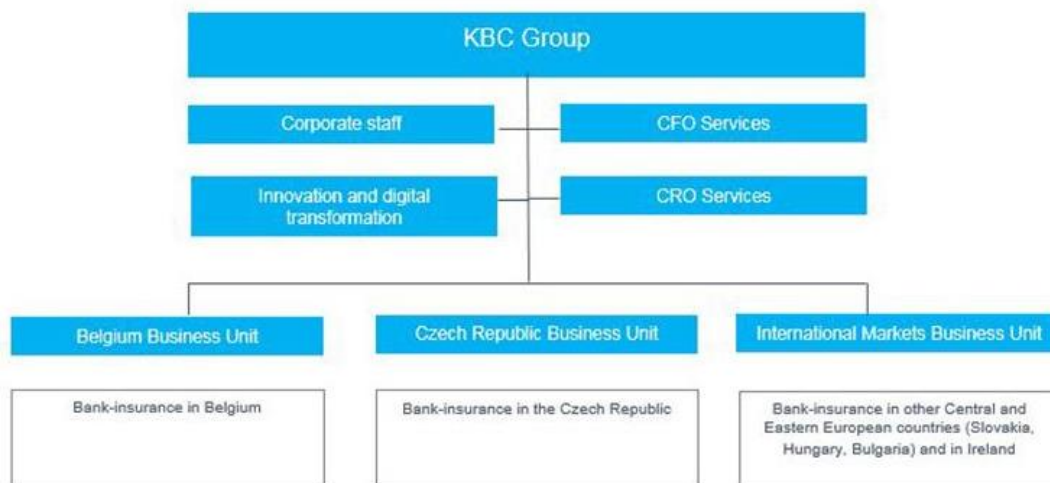 KBC Group
Corporate staff
CFO Services
Innovation and digital
transformation
CRO Services
Belgium Business Unit
Czech Republic Business Unit
International Markets Business Unit
Bank-insurance in Belgium
Bank-insurance in the Czech Republic
Bank-insurance in other Central and
Eastern European countries (Slovakia,
Hungary, Bulgaria) and in Ireland